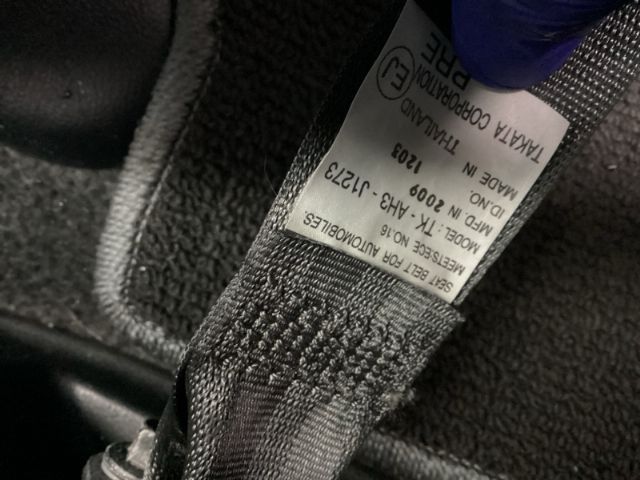 SEAT BELT FOR AUTOMOBILES.
MEETS:ECE NO.16
MODEL : TK - AH3 - J1273
MFD. IN 2009 1203
ID.NO.
MADE IN THAILAND
TAKATA CORPORATION
EJ
PRE